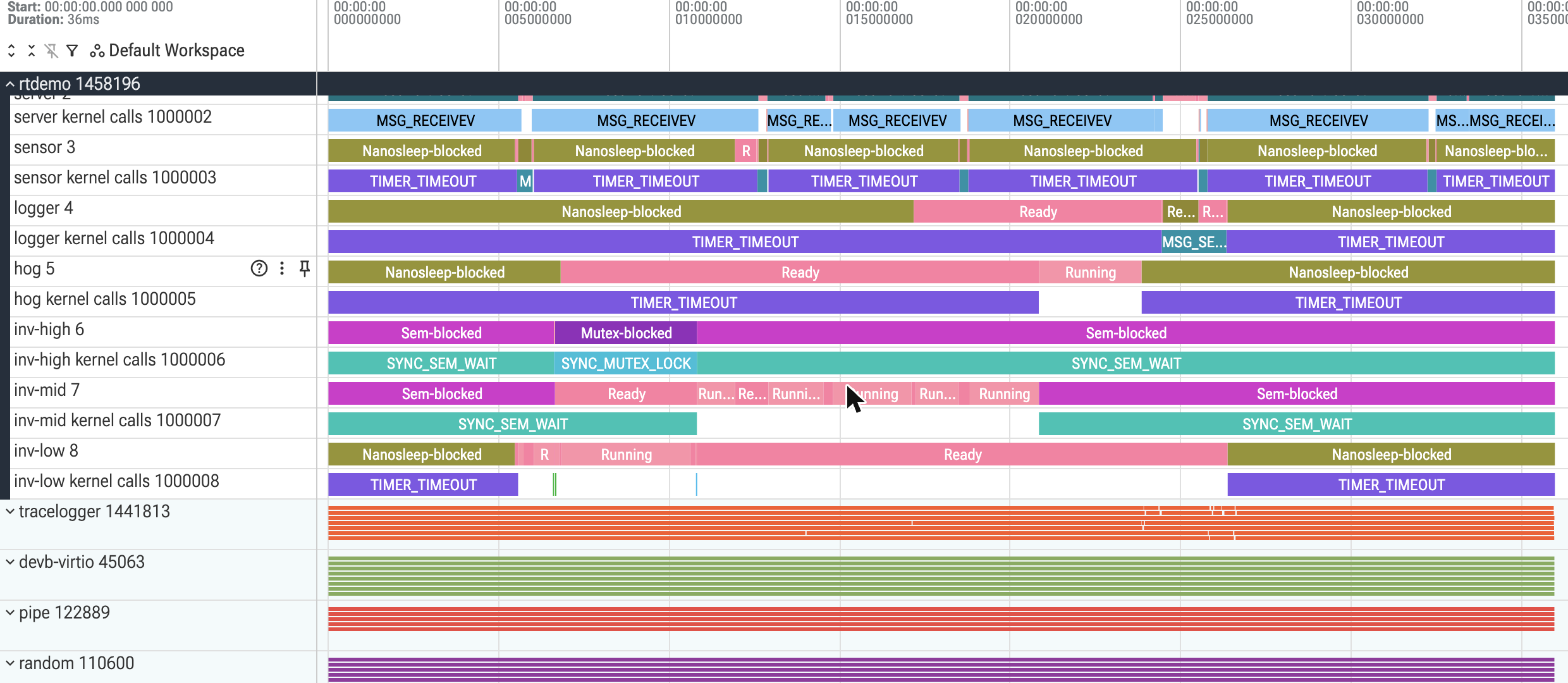 Start: 00:00:00.000 000 000
Duration: 36ms
00:00:00 00:00:00 00:00:00 00:00:00 00:00:00 00:00:00 00:00:00 00:00:0
000000000 005000000 010000000 015000000 020000000 025000000 030000000 0350
Default Workspace
rtdemo 1458196
server 2
server kernel calls 1000002 MSG_RECEIVEV MSG_RECEIVEV MSG_RE... MSG_RECEIVEV MSG_RECEIVEV MSG_RECEIVEV MS...MSG_RECEI...
sensor 3 Nanosleep-blocked Nanosleep-blocked R Nanosleep-blocked Nanosleep-blocked Nanosleep-blocked Nanosleep-blo...
sensor kernel calls 1000003 TIMER_TIMEOUT M TIMER_TIMEOUT TIMER_TIMEOUT TIMER_TIMEOUT TIMER_TIMEOUT TIMER_TIMEOUT
logger 4 Nanosleep-blocked Ready Re... R... Nanosleep-blocked
logger kernel calls 1000004 TIMER_TIMEOUT MSG_SE... TIMER_TIMEOUT
hog 5 Nanosleep-blocked Ready Running Nanosleep-blocked
hog kernel calls 1000005 TIMER_TIMEOUT TIMER_TIMEOUT
inv-high 6 Sem-blocked Mutex-blocked Sem-blocked
inv-high kernel calls 1000006 SYNC_SEM_WAIT SYNC_MUTEX_LOCK SYNC_SEM_WAIT
inv-mid 7 Sem-blocked Ready Run... Re... Runni... unning Run... Running Sem-blocked
inv-mid kernel calls 1000007 SYNC_SEM_WAIT SYNC_SEM_WAIT
inv-low 8 Nanosleep-blocked R Running Ready Nanosleep-blocked
inv-low kernel calls 1000008 TIMER_TIMEOUT TIMER_TIMEOUT
tracelogger 1441813
devb-virtio 45063
pipe 122889
random 110600